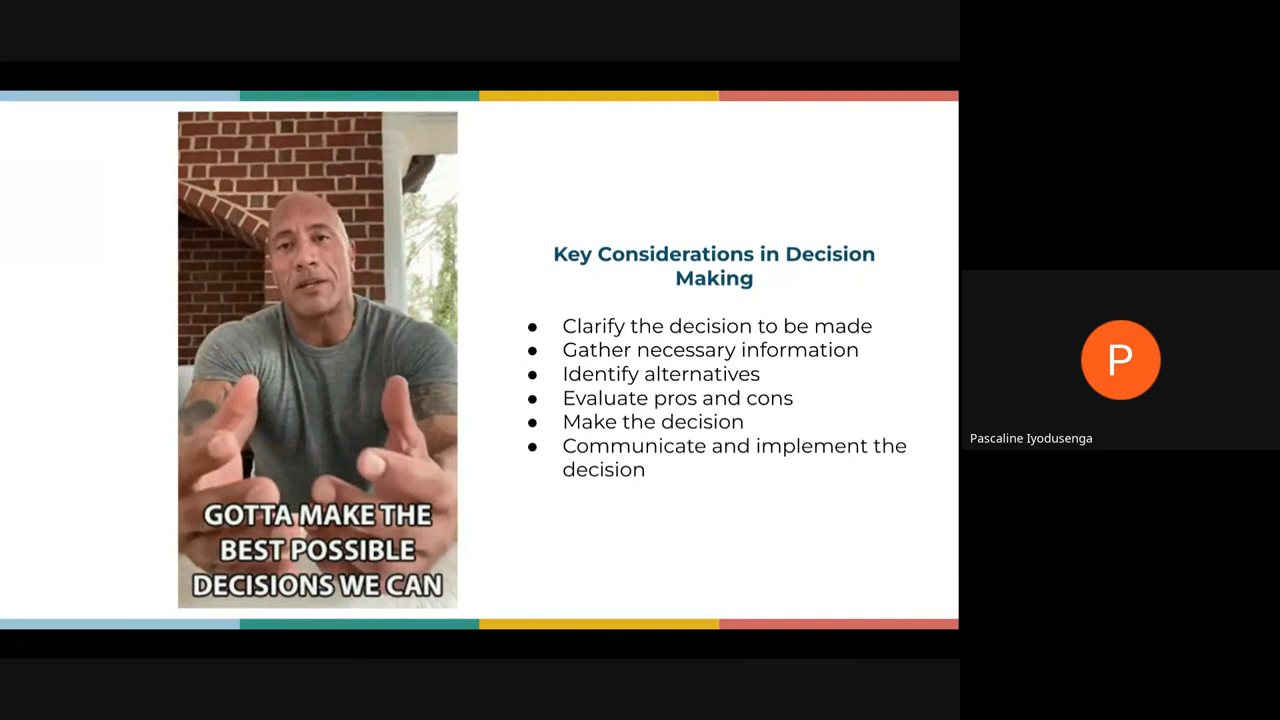 GOTTA MAKE THE
BEST POSSIBLE
DECISIONS WE CAN
Key Considerations in Decision
Making
● Clarify the decision to be made
● Gather necessary information
● Identify alternatives
● Evaluate pros and cons
● Make the decision
● Communicate and implement the
decision
P
Pascaline Iyodusenga